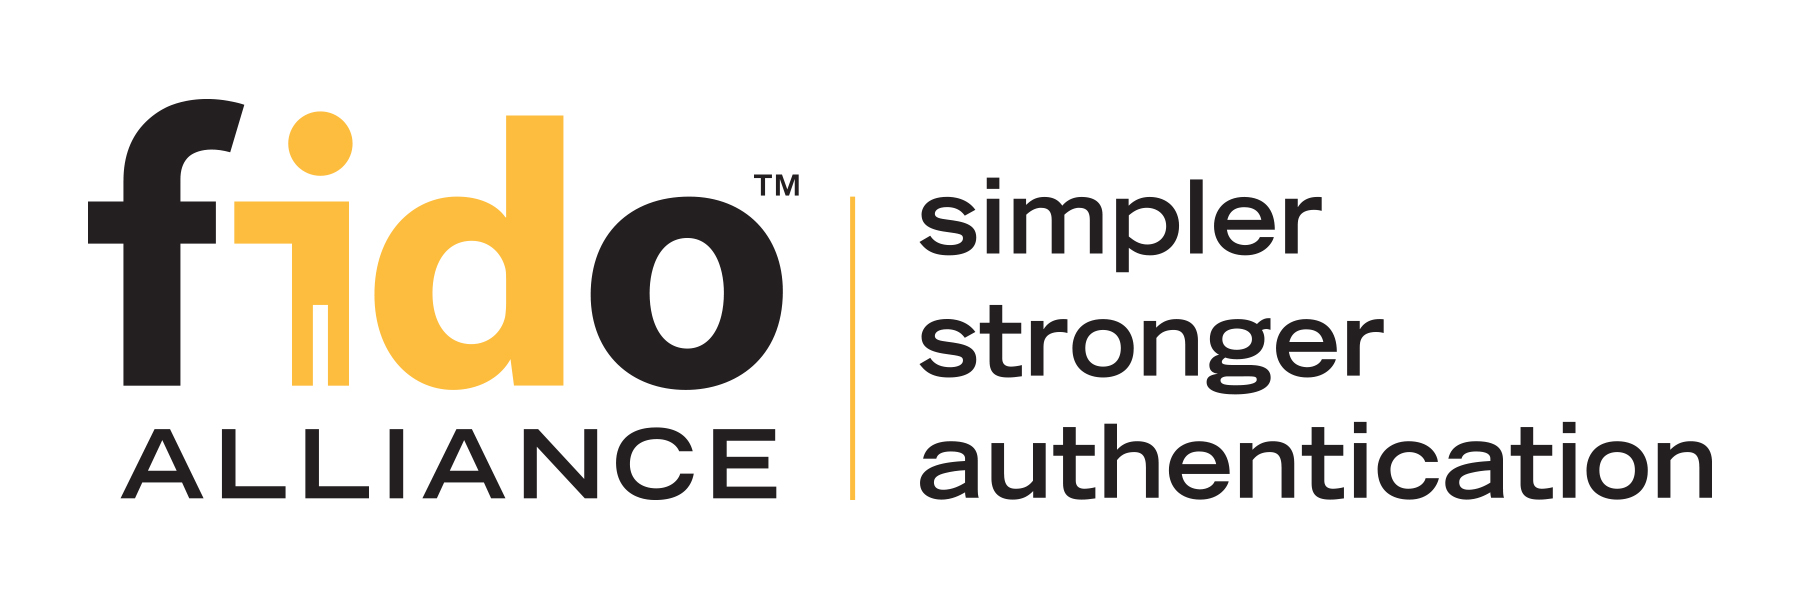 fido™
ALLIANCE
simpler
stronger
authentication